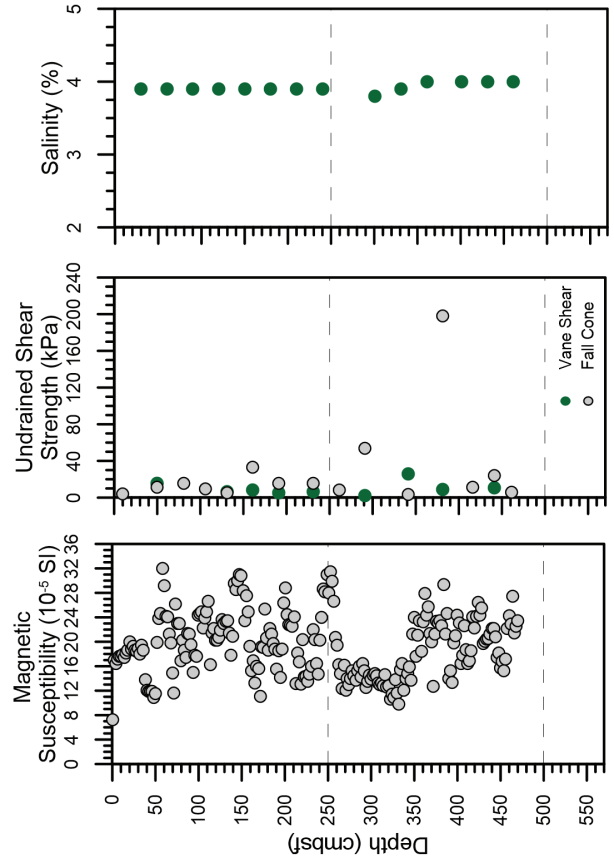 Salinity (%)
2 3 4 5
Undrained Shear
Strength (kPa)
0 40 80 120 160 200 240
Vane Shear
Fall Cone
Magnetic
Susceptibility (10⁻⁵ SI)
0 4 8 12 16 20 24 28 32 36
0 50 100 150 200 250 300 350 400 450 500 550
Depth (cmbsf)